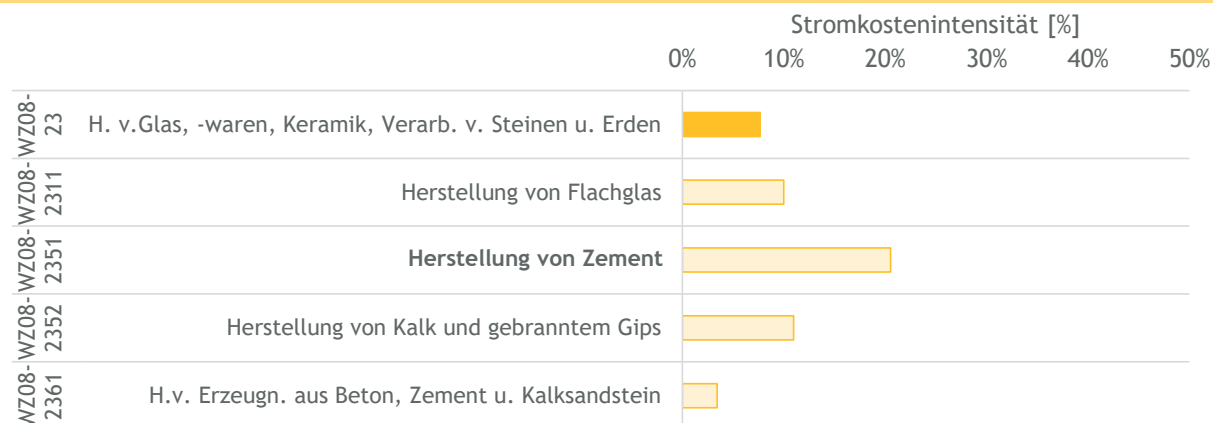 Stromkostenintensität [%]
0% 10% 20% 30% 40% 50%
WZ08-
23
H. v.Glas, -waren, Keramik, Verarb. v. Steinen u. Erden
WZ08-
2311
Herstellung von Flachglas
WZ08-
2351
Herstellung von Zement
WZ08-
2352
Herstellung von Kalk und gebranntem Gips
WZ08-
2361
H.v. Erzeugn. aus Beton, Zement u. Kalksandstein